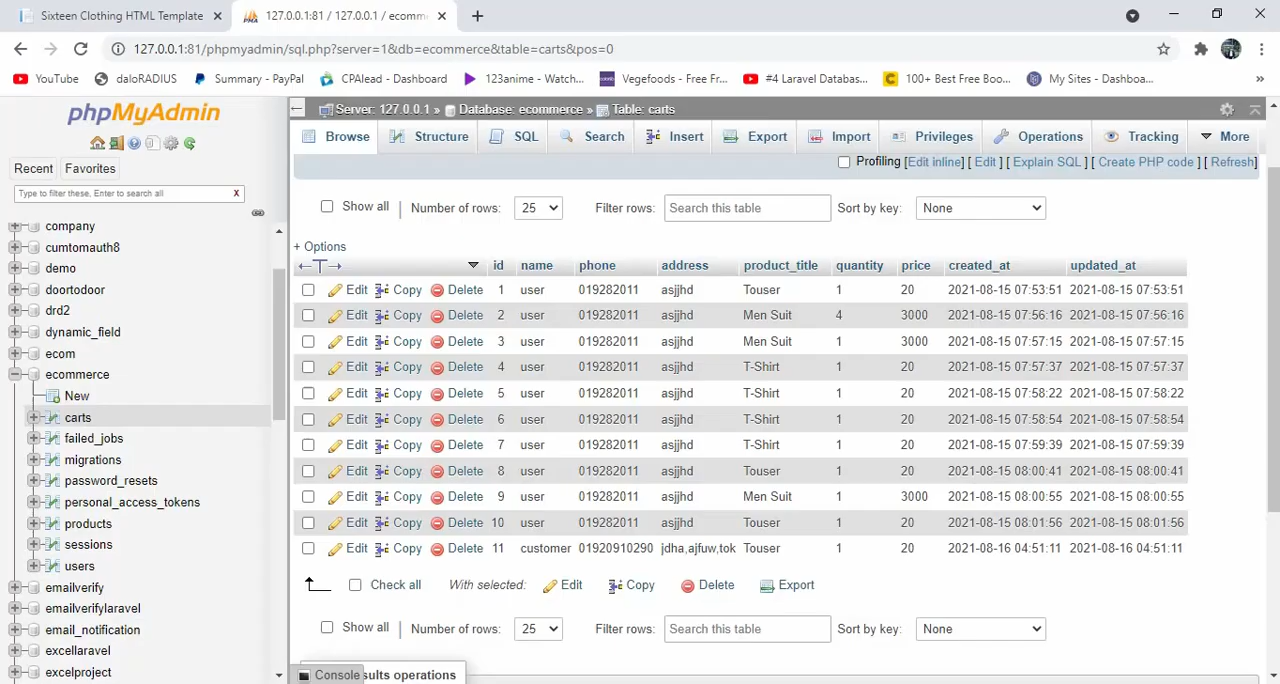 Sixteen Clothing HTML Template
127.0.0.1:81 / 127.0.0.1 / ecomm
127.0.0.1:81/phpmyadmin/sql.php?server=1&db=ecommerce&table=carts&pos=0
YouTube daloRADIUS Summary - PayPal CPAlead - Dashboard 123anime - Watch... Vegefoods - Free Fr... #4 Laravel Databas... 100+ Best Free Boo... My Sites - Dashboa... »
phpMyAdmin
Server: 127.0.0.1 » Database: ecommerce » Table: carts
Browse Structure SQL Search Insert Export Import Privileges Operations Tracking More
Recent Favorites
Profiling [Edit inline] [ Edit ] [ Explain SQL ] [ Create PHP code ] [ Refresh]
Type to filter these, Enter to search all X
Show all Number of rows: 25 Filter rows: Search this table Sort by key: None
company
cumtomauth8
demo
doortodoor
drd2
dynamic_field
ecom
ecommerce
New
carts
failed_jobs
migrations
password_resets
personal_access_tokens
products
sessions
users
emailverify
emailverifylaravel
email_notification
excellaravel
excelproject
+ Options
id name phone address product_title quantity price created_at updated_at
Edit Copy Delete 1 user 019282011 asjjhd Touser 1 20 2021-08-15 07:53:51 2021-08-15 07:53:51
Edit Copy Delete 2 user 019282011 asjjhd Men Suit 4 3000 2021-08-15 07:56:16 2021-08-15 07:56:16
Edit Copy Delete 3 user 019282011 asjjhd Men Suit 1 3000 2021-08-15 07:57:15 2021-08-15 07:57:15
Edit Copy Delete 4 user 019282011 asjjhd T-Shirt 1 20 2021-08-15 07:57:37 2021-08-15 07:57:37
Edit Copy Delete 5 user 019282011 asjjhd T-Shirt 1 20 2021-08-15 07:58:22 2021-08-15 07:58:22
Edit Copy Delete 6 user 019282011 asjjhd T-Shirt 1 20 2021-08-15 07:58:54 2021-08-15 07:58:54
Edit Copy Delete 7 user 019282011 asjjhd T-Shirt 1 20 2021-08-15 07:59:39 2021-08-15 07:59:39
Edit Copy Delete 8 user 019282011 asjjhd Touser 1 20 2021-08-15 08:00:41 2021-08-15 08:00:41
Edit Copy Delete 9 user 019282011 asjjhd Men Suit 1 3000 2021-08-15 08:00:55 2021-08-15 08:00:55
Edit Copy Delete 10 user 019282011 asjjhd Touser 1 20 2021-08-15 08:01:56 2021-08-15 08:01:56
Edit Copy Delete 11 customer 01920910290 jdha,ajfuw,tok Touser 1 20 2021-08-16 04:51:11 2021-08-16 04:51:11
Check all With selected: Edit Copy Delete Export
Show all Number of rows: 25 Filter rows: Search this table Sort by key: None
Console sults operations